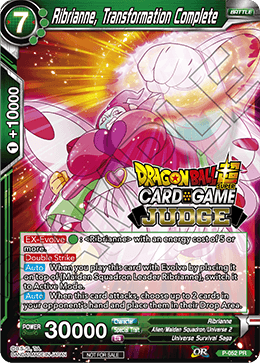 7
Ribrianne, Transformation Complete
BATTLE
+10000
DRAGON BALL SUPER
CARD GAME
JUDGE
EX-Evolve : <Ribrianne> with an energy cost of 5 or
more.
Double Strike
Auto When you play this card with Evolve by placing it
on top of [Maiden Squadron Leader Ribrianne], switch it
to Active Mode.
Auto When this card attacks, choose up to 2 cards in
your opponent's hand and place them in their Drop Area.
POWER 30000
Character Ribrianne
Special Trait Alien/Maiden Squadron/Universe 2
Era Universe Survival Saga
NOT FOR SALE
P-062 PR